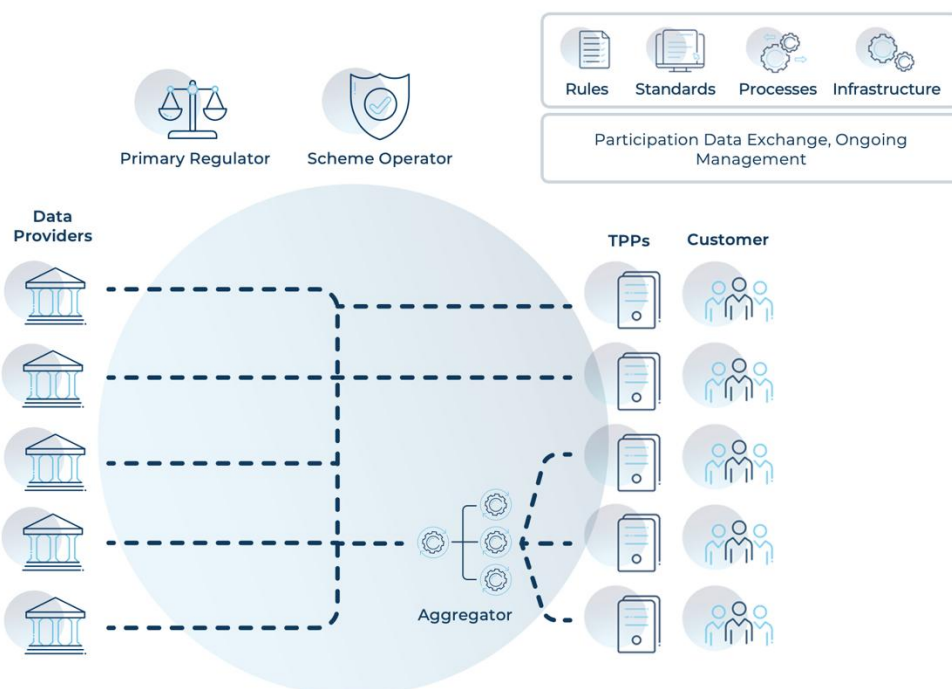 Rules
Standards
Processes
Infrastructure
Participation Data Exchange, Ongoing
Management
Primary Regulator
Scheme Operator
Data
Providers
TPPs
Customer
Aggregator